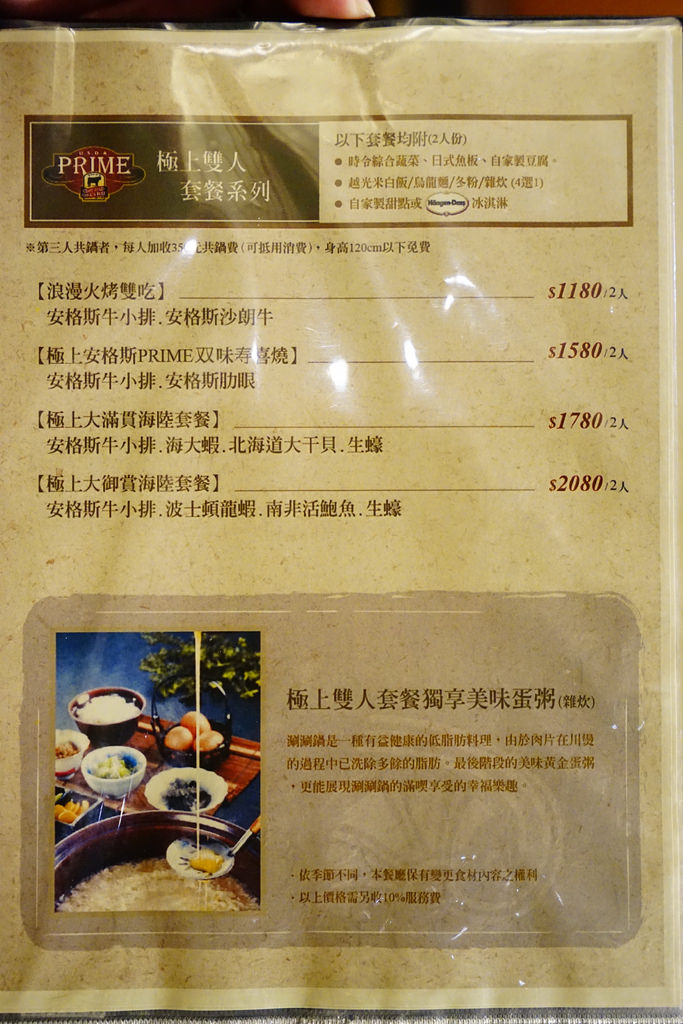 U.S.D.A
PRIME
極上雙人
套餐系列
以下套餐均附(2人份)
● 時令綜合蔬菜、日式魚板、自家製豆腐。
● 越光米白飯/烏龍麵/冬粉/雜炊 (4選1)
● 自家製甜點或 Häagen-Dazs 冰淇淋
※第三人共鍋者，每人加收35 元共鍋費(可抵用消費)，身高120cm以下免費
【浪漫火烤雙吃】 $1180/2人
安格斯牛小排.安格斯沙朗牛
【極上安格斯PRIME双味寿喜燒】 $1580/2人
安格斯牛小排.安格斯肋眼
【極上大滿貫海陸套餐】 $1780/2人
安格斯牛小排.海大蝦.北海道大干貝.生蠔
【極上大御賞海陸套餐】 $2080/2人
安格斯牛小排.波士頓龍蝦.南非活鮑魚.生蠔
極上雙人套餐獨享美味蛋粥(雜炊)
涮涮鍋是一種有益健康的低脂肪料理，由於肉片在川燙
的過程中已洗除多餘的脂肪。最後階段的美味黃金蛋粥
，更能展現涮涮鍋的滿喫享受的幸福樂趣。
·依季節不同，本餐廳保有變更食材內容之權利
·以上價格需另收10%服務費